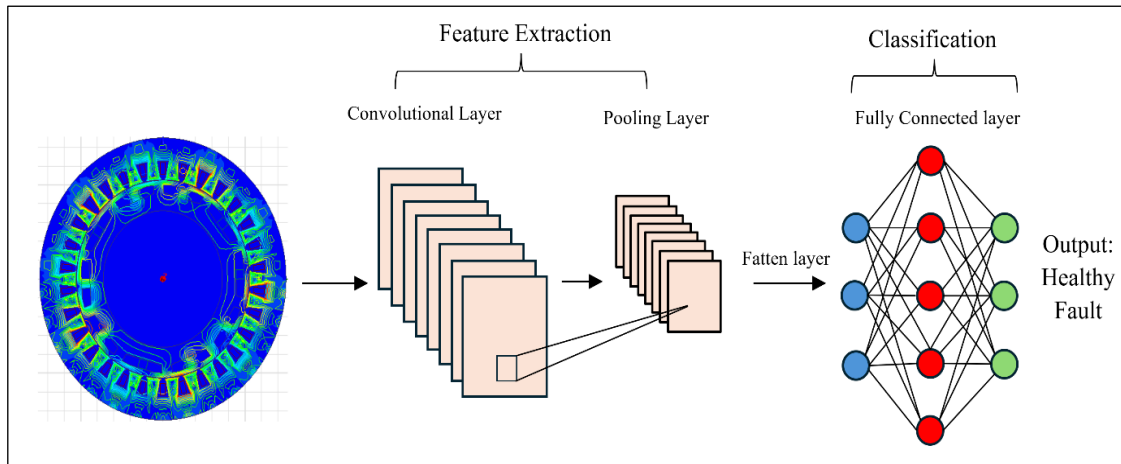 Feature Extraction
Classification
Convolutional Layer
Pooling Layer
Fully Connected layer
Fatten layer
Output:
Healthy
Fault